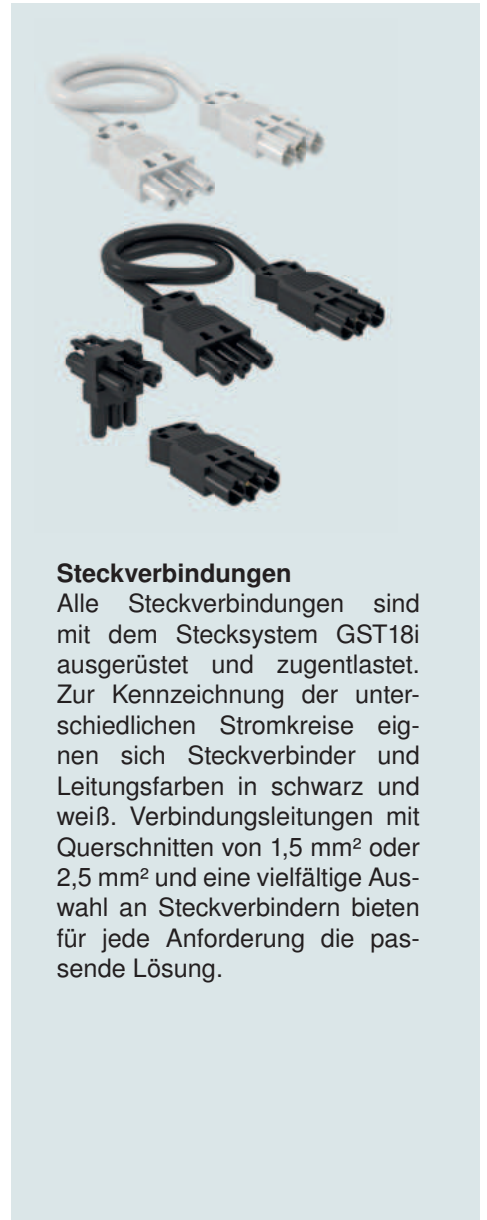 Steckverbindungen
Alle Steckverbindungen sind
mit dem Stecksystem GST18i
ausgerüstet und zugentlastet.
Zur Kennzeichnung der unter-
schiedlichen Stromkreise eig-
nen sich Steckverbinder und
Leitungsfarben in schwarz und
weiß. Verbindungsleitungen mit
Querschnitten von 1,5 mm² oder
2,5 mm² und eine vielfältige Aus-
wahl an Steckverbindern bieten
für jede Anforderung die pas-
sende Lösung.